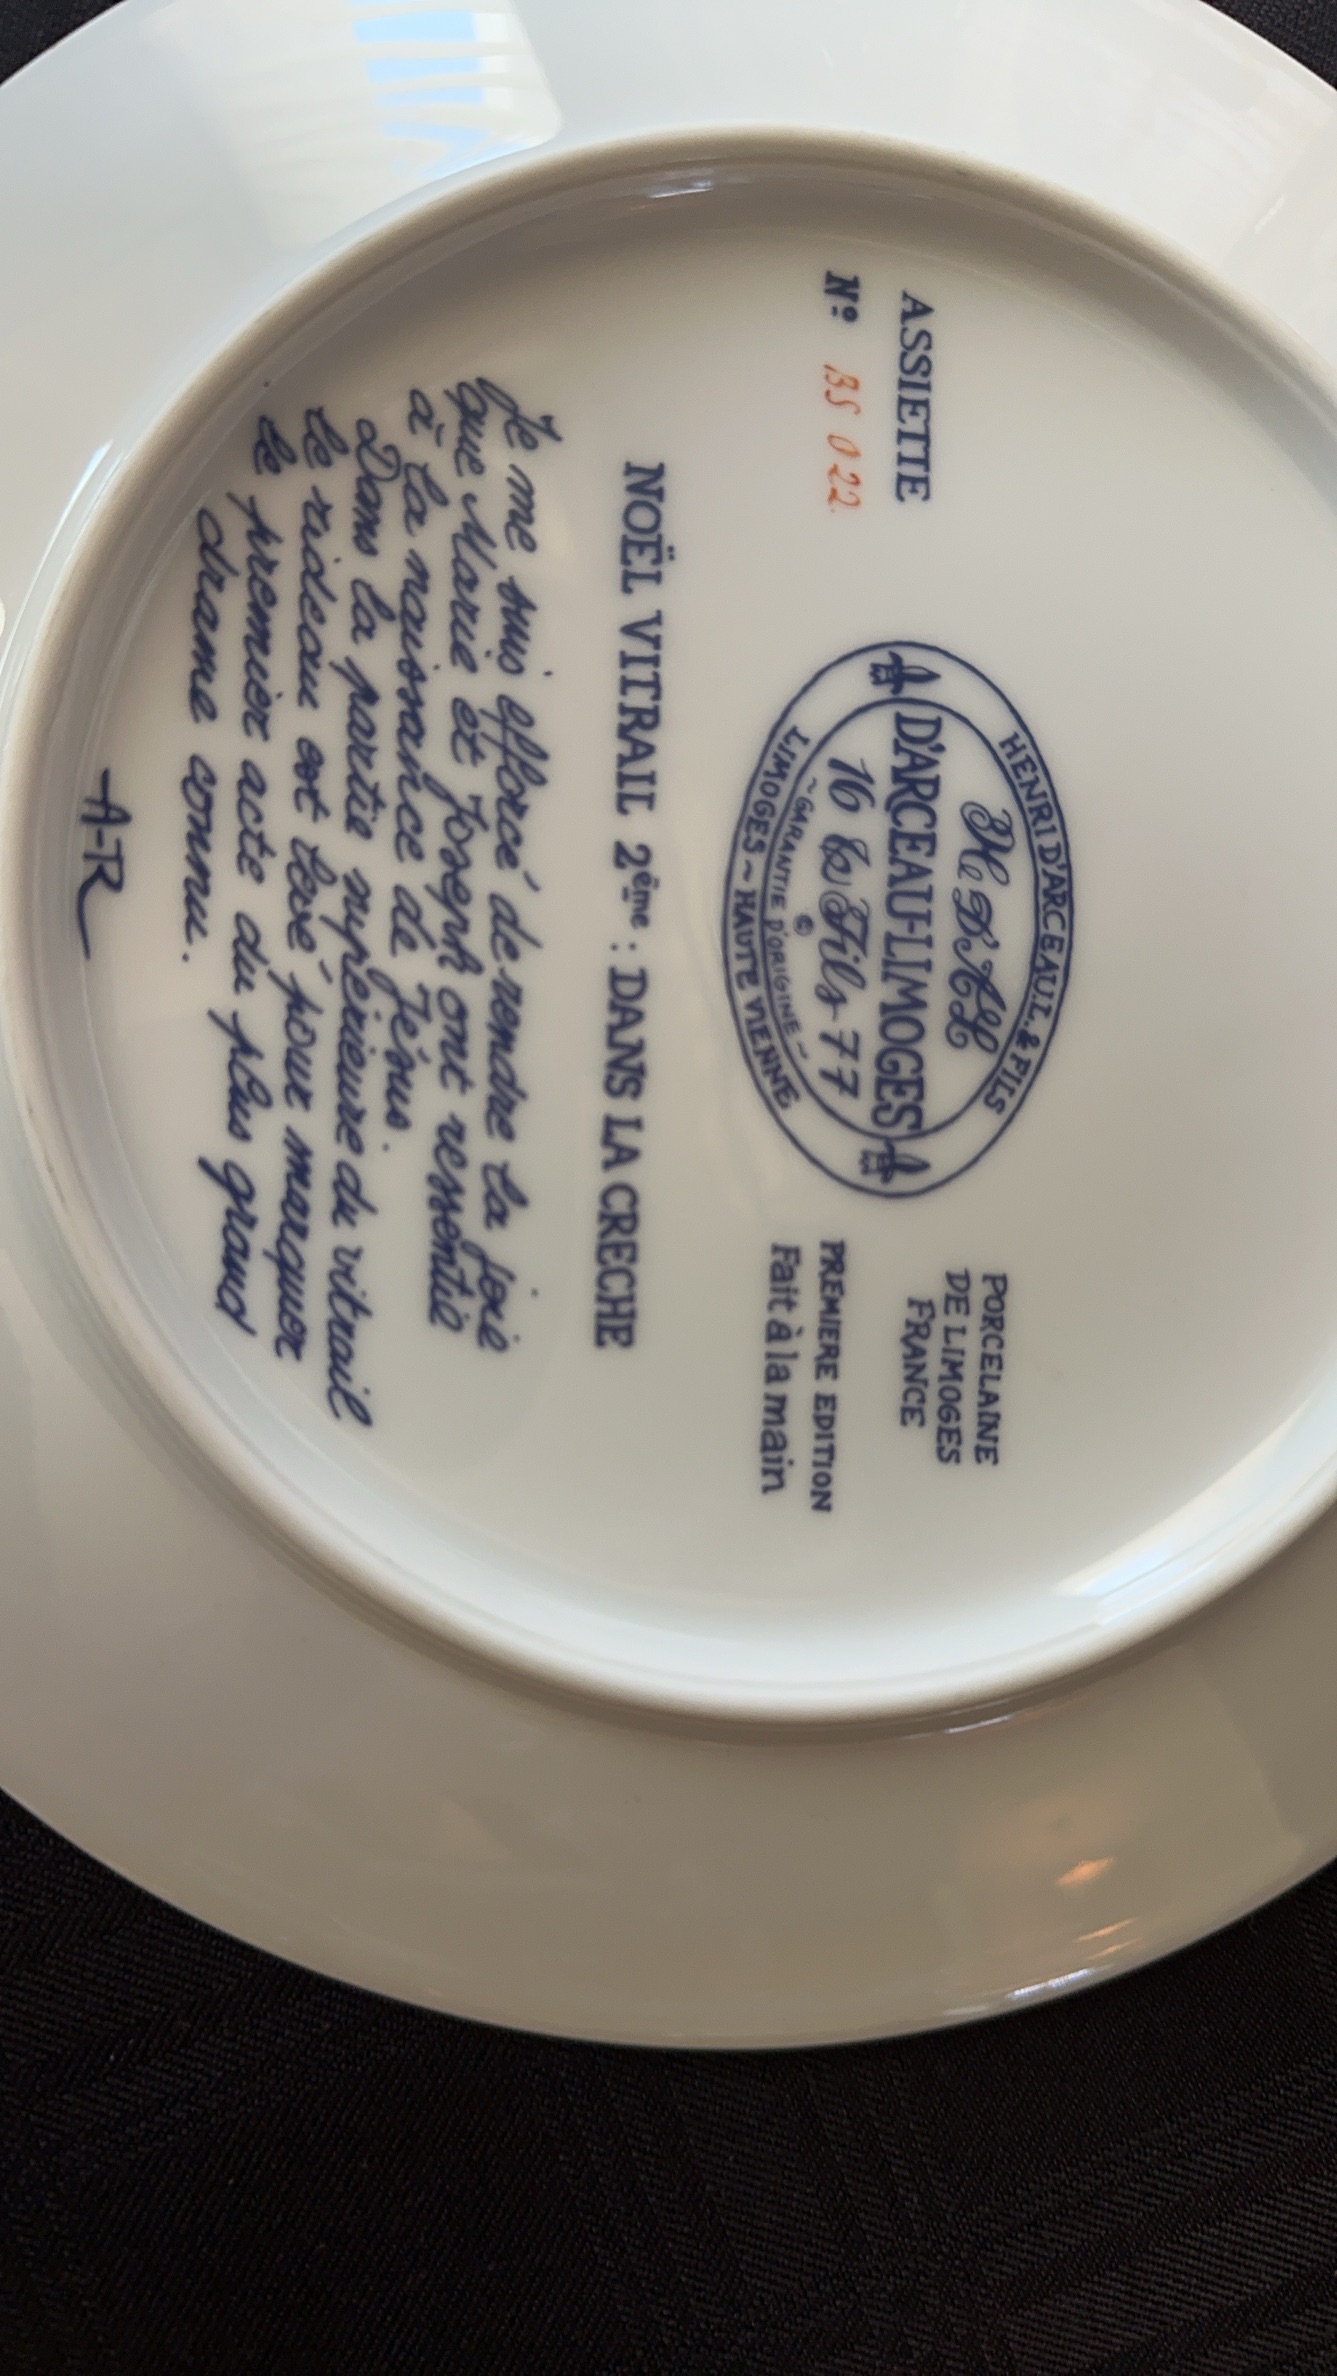 HENRI D'ARCEAU L. & FILS
H. D'A L
D'ARCEAU-LIMOGES
16 & Fils 77
©
~GARANTIE D'ORIGINE~
LIMOGES ~ HAUTE VIENNE
ASSIETTE
Nº BS 022
PORCELAINE
DE LIMOGES
FRANCE
PREMIERE EDITION
Fait à la main
NOËL VITRAIL 2ème : DANS LA CRECHE
Je me suis efforcé de rendre la joie
que Marie et Joseph ont ressentie
à la naissance de Jésus.
Dans la partie supérieure du vitrail
le rideau est levé pour marquer
le premier acte du plus grand
drame connu.
A-R